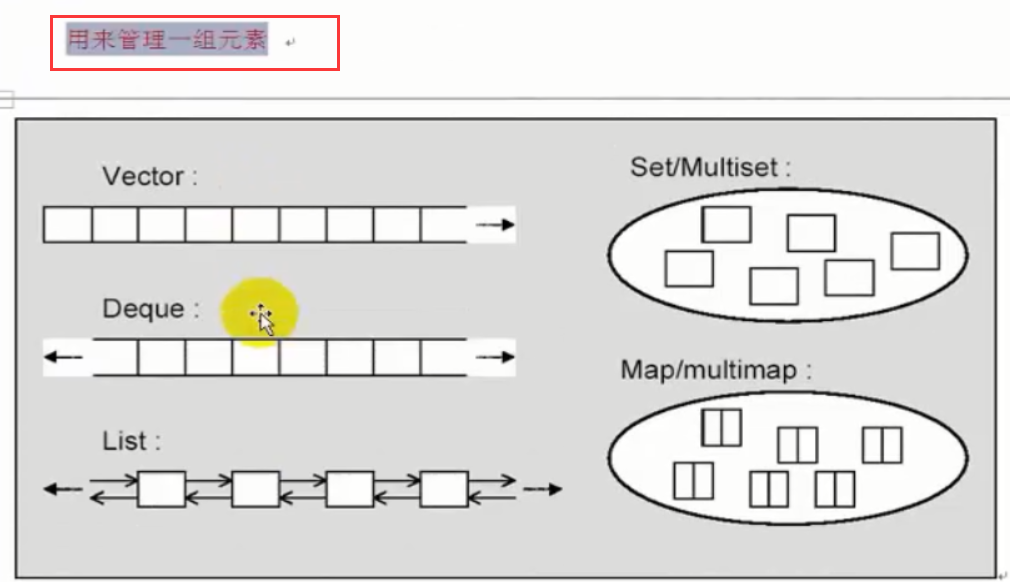 用来管理一组元素
Vector :
Deque :
List :
Set/Multiset :
Map/multimap :